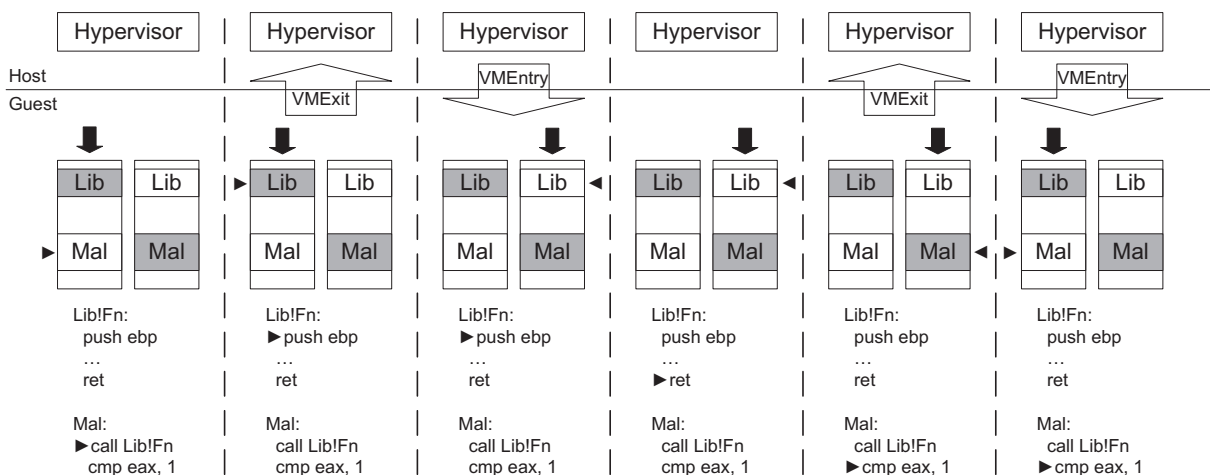 Hypervisor Hypervisor Hypervisor Hypervisor Hypervisor Hypervisor
Host VMEntry VMEntry
Guest VMExit VMExit
Lib Lib Lib Lib Lib Lib Lib Lib Lib Lib Lib Lib
Mal Mal Mal Mal Mal Mal Mal Mal Mal Mal Mal Mal
Lib!Fn: Lib!Fn: Lib!Fn: Lib!Fn: Lib!Fn: Lib!Fn:
push ebp ►push ebp ►push ebp push ebp push ebp push ebp
… … … … … …
ret ret ret ►ret ret ret
Mal: Mal: Mal: Mal: Mal: Mal:
►call Lib!Fn call Lib!Fn call Lib!Fn call Lib!Fn call Lib!Fn call Lib!Fn
cmp eax, 1 cmp eax, 1 cmp eax, 1 cmp eax, 1 ►cmp eax, 1 ►cmp eax, 1